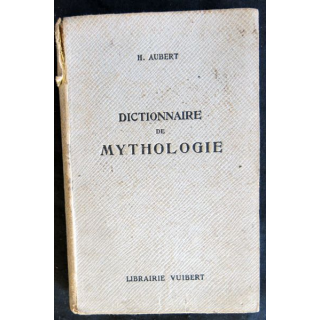 H. AUBERT
DICTIONNAIRE
DE
MYTHOLOGIE
LIBRAIRIE VUIBERT